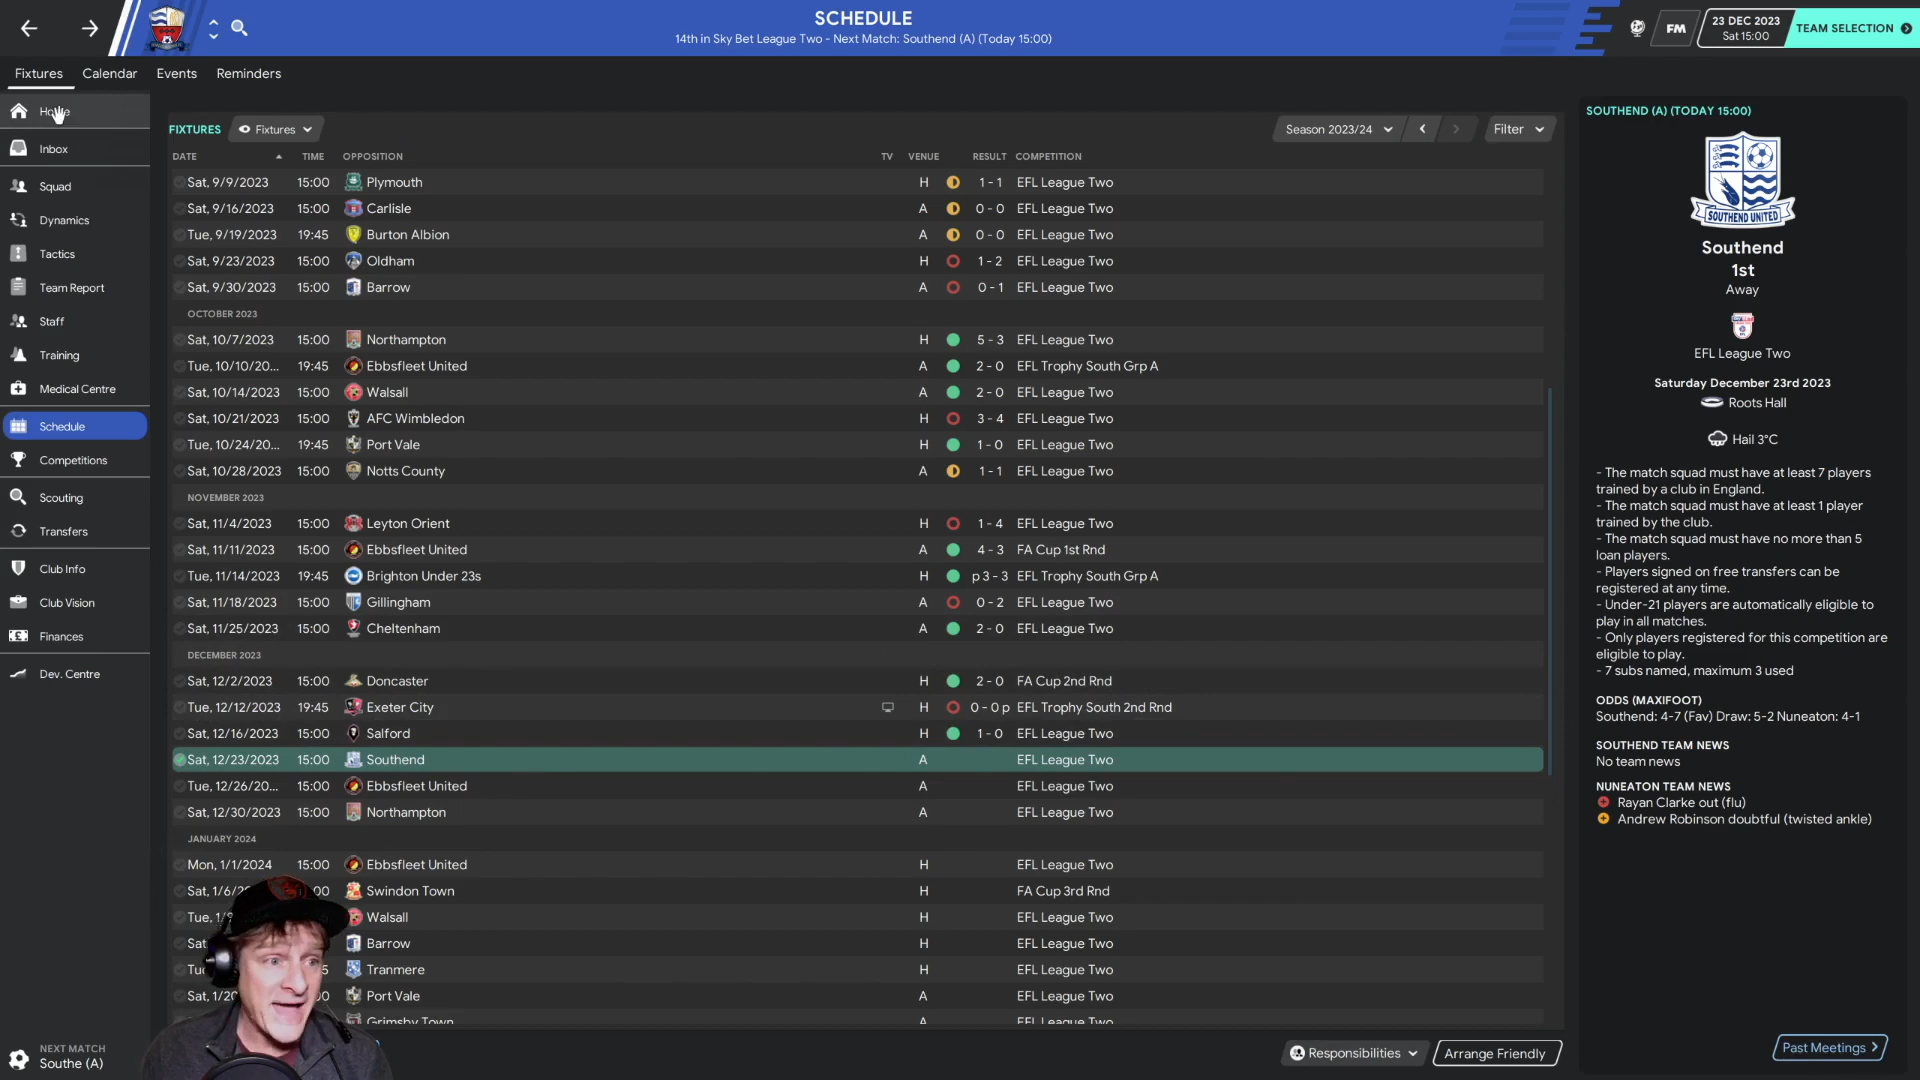 SCHEDULE
14th in Sky Bet League Two - Next Match: Southend (A) (Today 15:00)
FM
23 DEC 2023
Sat 15:00
TEAM SELECTION
Fixtures Calendar Events Reminders
Inbox
Squad
Dynamics
Tactics
Team Report
Staff
Training
Medical Centre
Schedule
Competitions
Scouting
Transfers
Club Info
Club Vision
Finances
Dev. Centre
NEXT MATCH
Southe (A)
FIXTURES Fixtures Season 2023/24 Filter
DATE TIME OPPOSITION TV VENUE RESULT COMPETITION
Sat, 9/9/2023 15:00 Plymouth H 1 - 1 EFL League Two
Sat, 9/16/2023 15:00 Carlisle A 0 - 0 EFL League Two
Tue, 9/19/2023 19:45 Burton Albion A 0 - 0 EFL League Two
Sat, 9/23/2023 15:00 Oldham H 1 - 2 EFL League Two
Sat, 9/30/2023 15:00 Barrow A 0 - 1 EFL League Two
OCTOBER 2023
Sat, 10/7/2023 15:00 Northampton H 5 - 3 EFL League Two
Tue, 10/10/20... 19:45 Ebbsfleet United A 2 - 0 EFL Trophy South Grp A
Sat, 10/14/2023 15:00 Walsall A 2 - 0 EFL League Two
Sat, 10/21/2023 15:00 AFC Wimbledon H 3 - 4 EFL League Two
Tue, 10/24/20... 19:45 Port Vale H 1 - 0 EFL League Two
Sat, 10/28/2023 15:00 Notts County A 1 - 1 EFL League Two
NOVEMBER 2023
Sat, 11/4/2023 15:00 Leyton Orient H 1 - 4 EFL League Two
Sat, 11/11/2023 15:00 Ebbsfleet United A 4 - 3 FA Cup 1st Rnd
Tue, 11/14/2023 19:45 Brighton Under 23s H p 3 - 3 EFL Trophy South Grp A
Sat, 11/18/2023 15:00 Gillingham A 0 - 2 EFL League Two
Sat, 11/25/2023 15:00 Cheltenham A 2 - 0 EFL League Two
DECEMBER 2023
Sat, 12/2/2023 15:00 Doncaster H 2 - 0 FA Cup 2nd Rnd
Tue, 12/12/2023 19:45 Exeter City H 0 - 0 p EFL Trophy South 2nd Rnd
Sat, 12/16/2023 15:00 Salford H 1 - 0 EFL League Two
Sat, 12/23/2023 15:00 Southend A EFL League Two
Tue, 12/26/20... 15:00 Ebbsfleet United A EFL League Two
Sat, 12/30/2023 15:00 Northampton A EFL League Two
JANUARY 2024
Mon, 1/1/2024 15:00 Ebbsfleet United H EFL League Two
Sat, 1/6/20 :00 Swindon Town H FA Cup 3rd Rnd
Tue, 1/9 Walsall H EFL League Two
Sat Barrow H EFL League Two
Tue 5 Tranmere H EFL League Two
Sat, 1/20 00 Port Vale A EFL League Two
Grimsby Town A EFL League Two
Responsibilities Arrange Friendly
SOUTHEND (A) (TODAY 15:00)
SOUTHEND UNITED
Southend
1st
Away
EFL League Two
Saturday December 23rd 2023
Roots Hall
Hail 3°C
- The match squad must have at least 7 players
trained by a club in England.
- The match squad must have at least 1 player
trained by the club.
- The match squad must have no more than 5
loan players.
- Players signed on free transfers can be
registered at any time.
- Under-21 players are automatically eligible to
play in all matches.
- Only players registered for this competition are
eligible to play.
- 7 subs named, maximum 3 used
ODDS (MAXIFOOT)
Southend: 4-7 (Fav) Draw: 5-2 Nuneaton: 4-1
SOUTHEND TEAM NEWS
No team news
NUNEATON TEAM NEWS
Rayan Clarke out (flu)
Andrew Robinson doubtful (twisted ankle)
Past Meetings